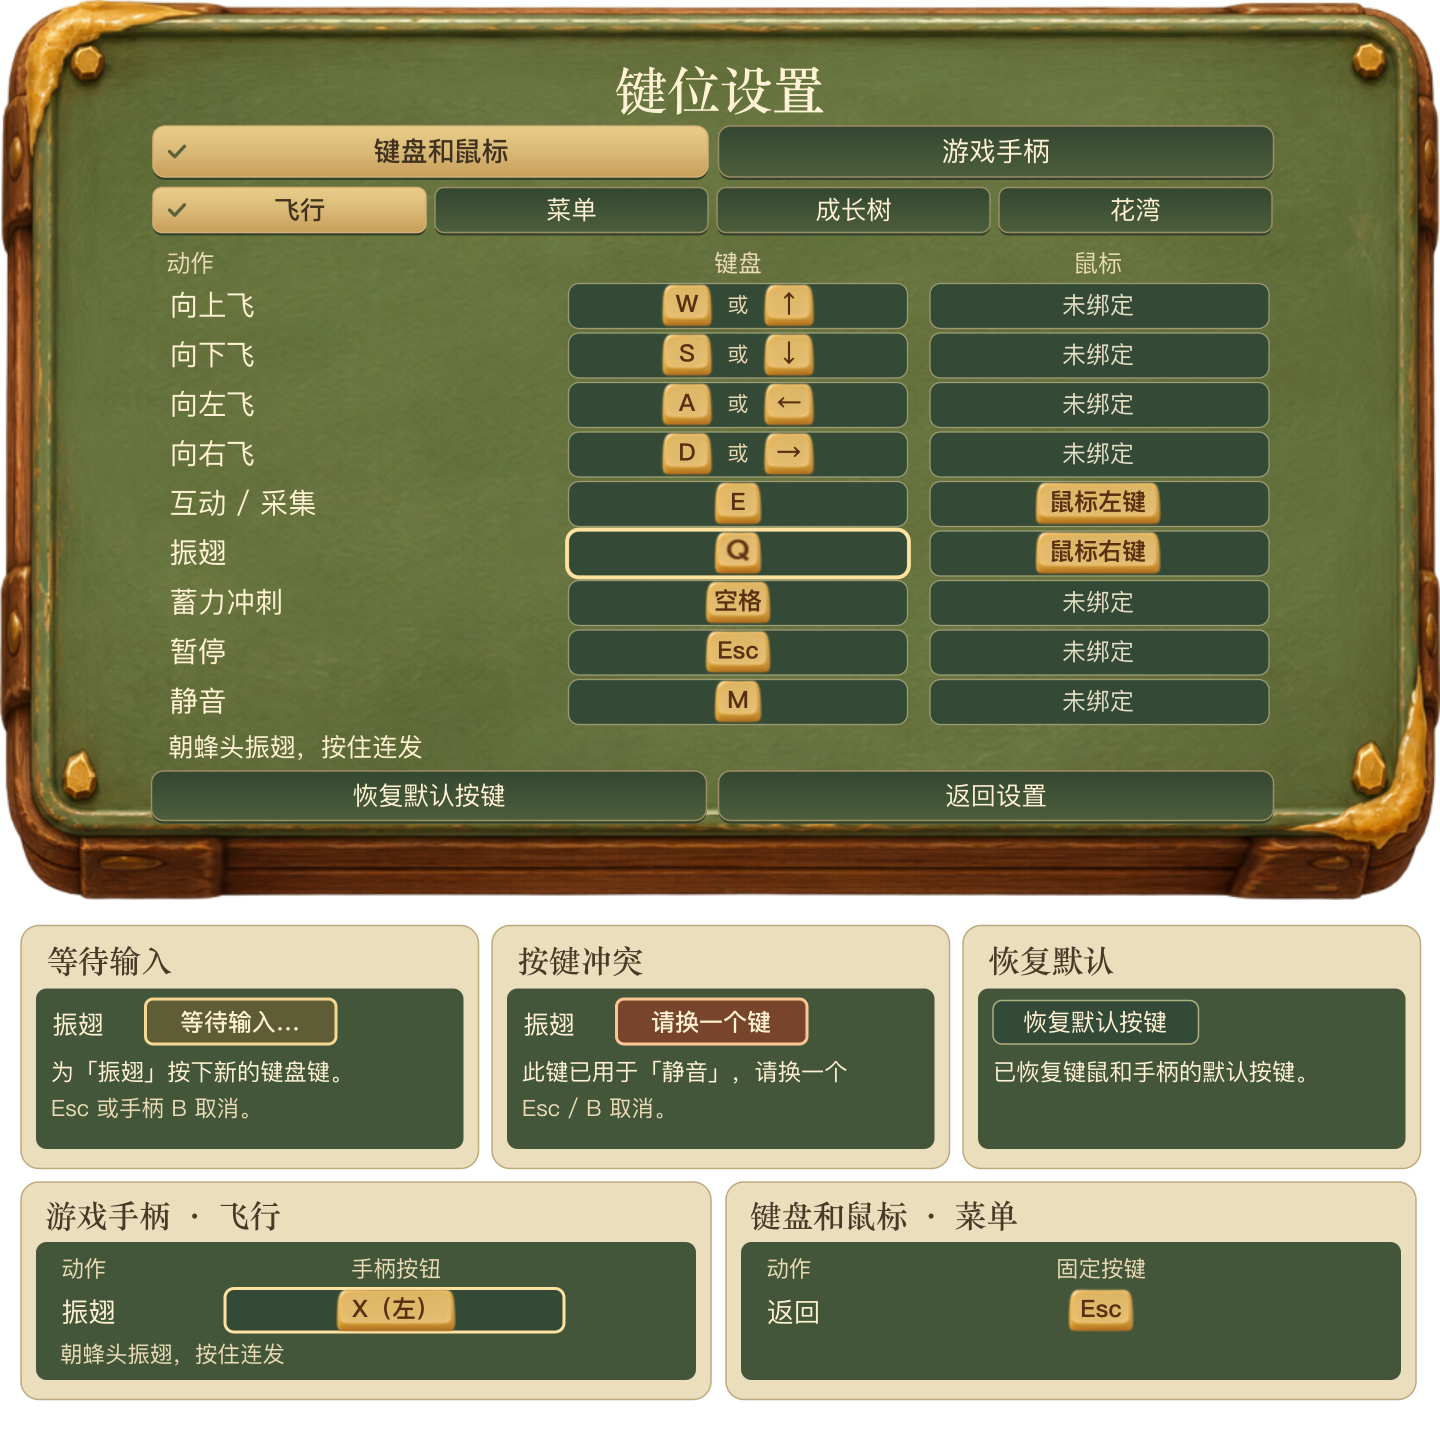 键位设置
键盘和鼠标 游戏手柄
飞行 菜单 成长树 花湾
动作 键盘 鼠标
向上飞 W 或 ↑ 未绑定
向下飞 S 或 ↓ 未绑定
向左飞 A 或 ← 未绑定
向右飞 D 或 → 未绑定
互动 / 采集 E 鼠标左键
振翅 Q 鼠标右键
蓄力冲刺 空格 未绑定
暂停 Esc 未绑定
静音 M 未绑定
朝蜂头振翅，按住连发
恢复默认按键 返回设置
等待输入
振翅 等待输入...
为「振翅」按下新的键盘键。
Esc 或手柄 B 取消。
按键冲突
振翅 请换一个键
此键已用于「静音」，请换一个
Esc / B 取消。
恢复默认
恢复默认按键
已恢复键鼠和手柄的默认按键。
游戏手柄 · 飞行
动作 手柄按钮
振翅 X（左）
朝蜂头振翅，按住连发
键盘和鼠标 · 菜单
动作 固定按键
返回 Esc